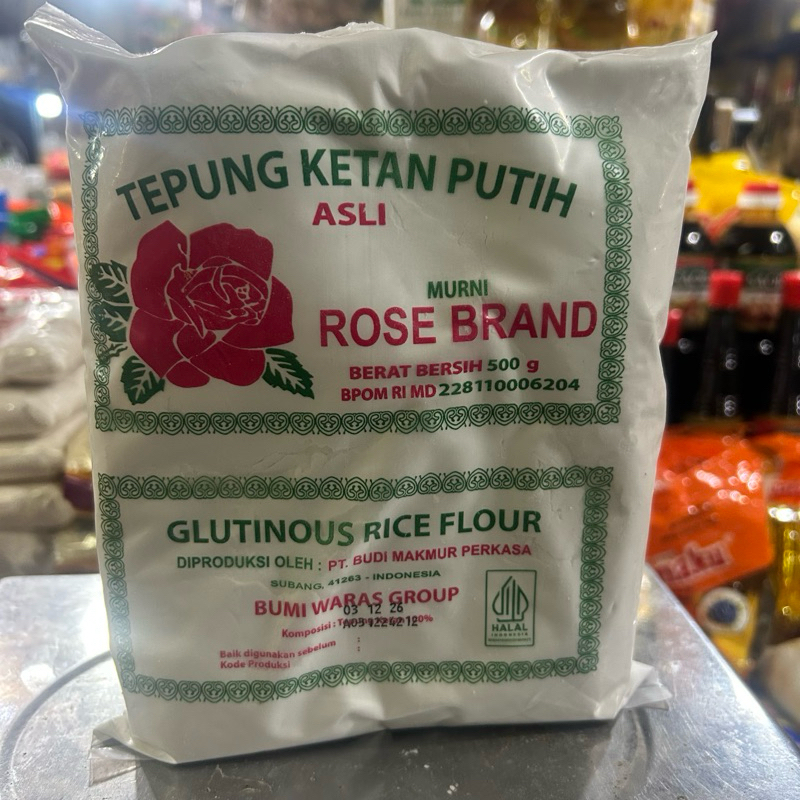 TEPUNG KETAN PUTIH
ASLI
MURNI
ROSE BRAND
BERAT BERSIH 500 g
BPOM RI MD 228110006204
GLUTINOUS RICE FLOUR
DIPRODUKSI OLEH : PT. BUDI MAKMUR PERKASA
SUBANG, 41263 - INDONESIA
BUMI WARAS GROUP
03 12 26
Komposisi :
Baik digunakan sebelum :
Kode Produksi :
HALAL
INDONESIA